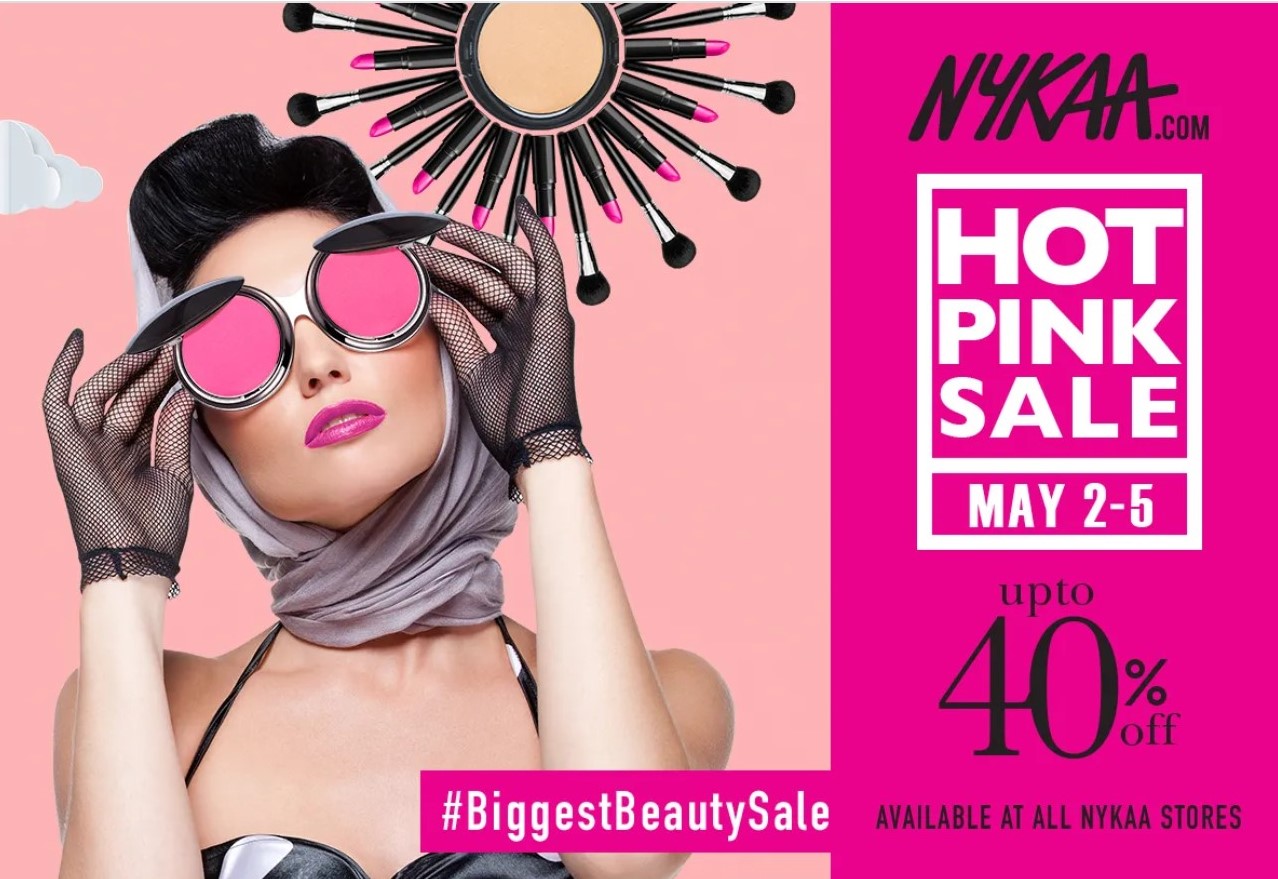 NYKAA.COM
HOT
PINK
SALE
MAY 2-5
upto
40%
off
#BiggestBeautySale
AVAILABLE AT ALL NYKAA STORES